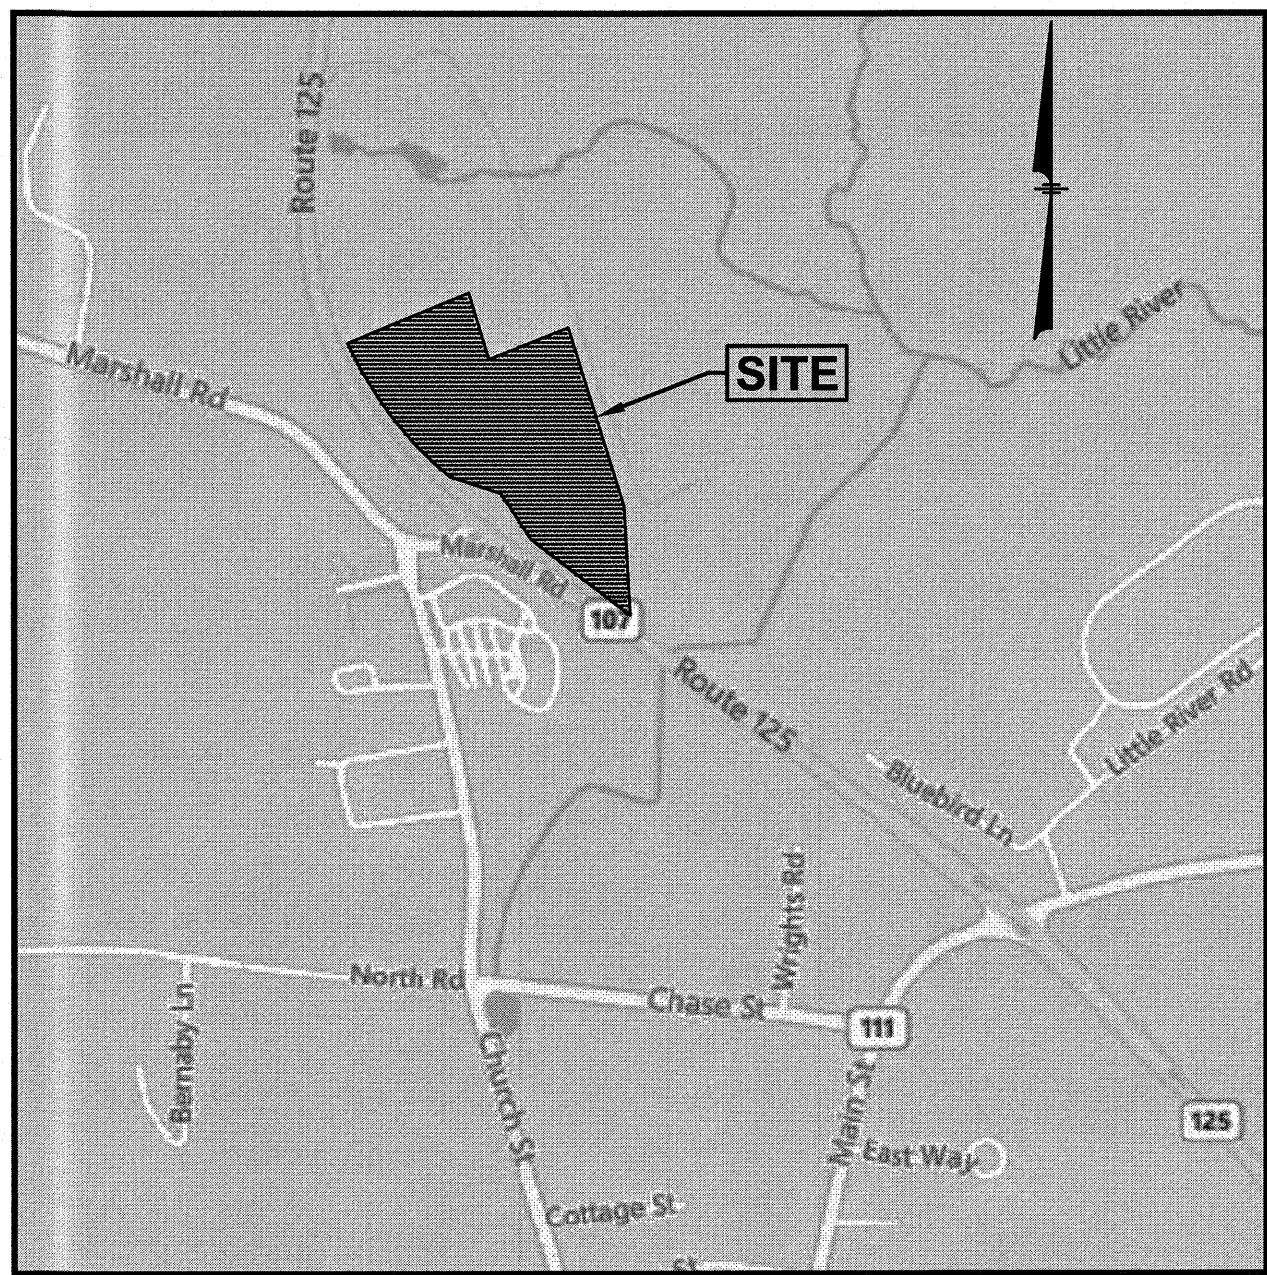 Route 125
Little River
Marshall Rd
SITE
Marshall Rd
107
Route 125
Little River Rd
Bluebird Ln
Wrights Rd
North Rd
Chase St
111
Bernaby Ln
Church St
Main St
125
East Way
Cottage St
St